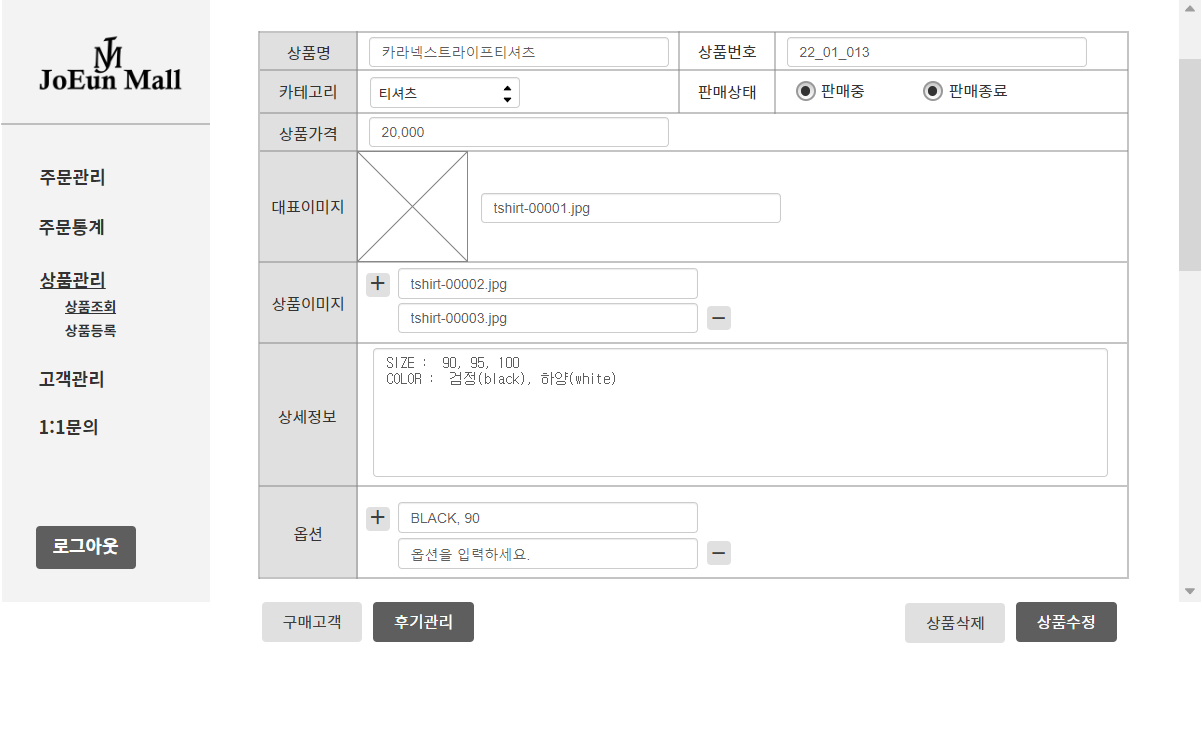 JM
JoEun Mall
주문관리
주문통계
상품관리
상품조회
상품등록
고객관리
1:1문의
로그아웃
상품명 카라넥스트라이프티셔츠 상품번호 22_01_013
카테고리 티셔츠 판매상태 판매중 판매종료
상품가격 20,000
대표이미지 tshirt-00001.jpg
상품이미지 + tshirt-00002.jpg
tshirt-00003.jpg −
상세정보
SIZE : 90, 95, 100
COLOR : 검정(black), 하양(white)
옵션 + BLACK, 90
옵션을 입력하세요. −
구매고객 후기관리 상품삭제 상품수정